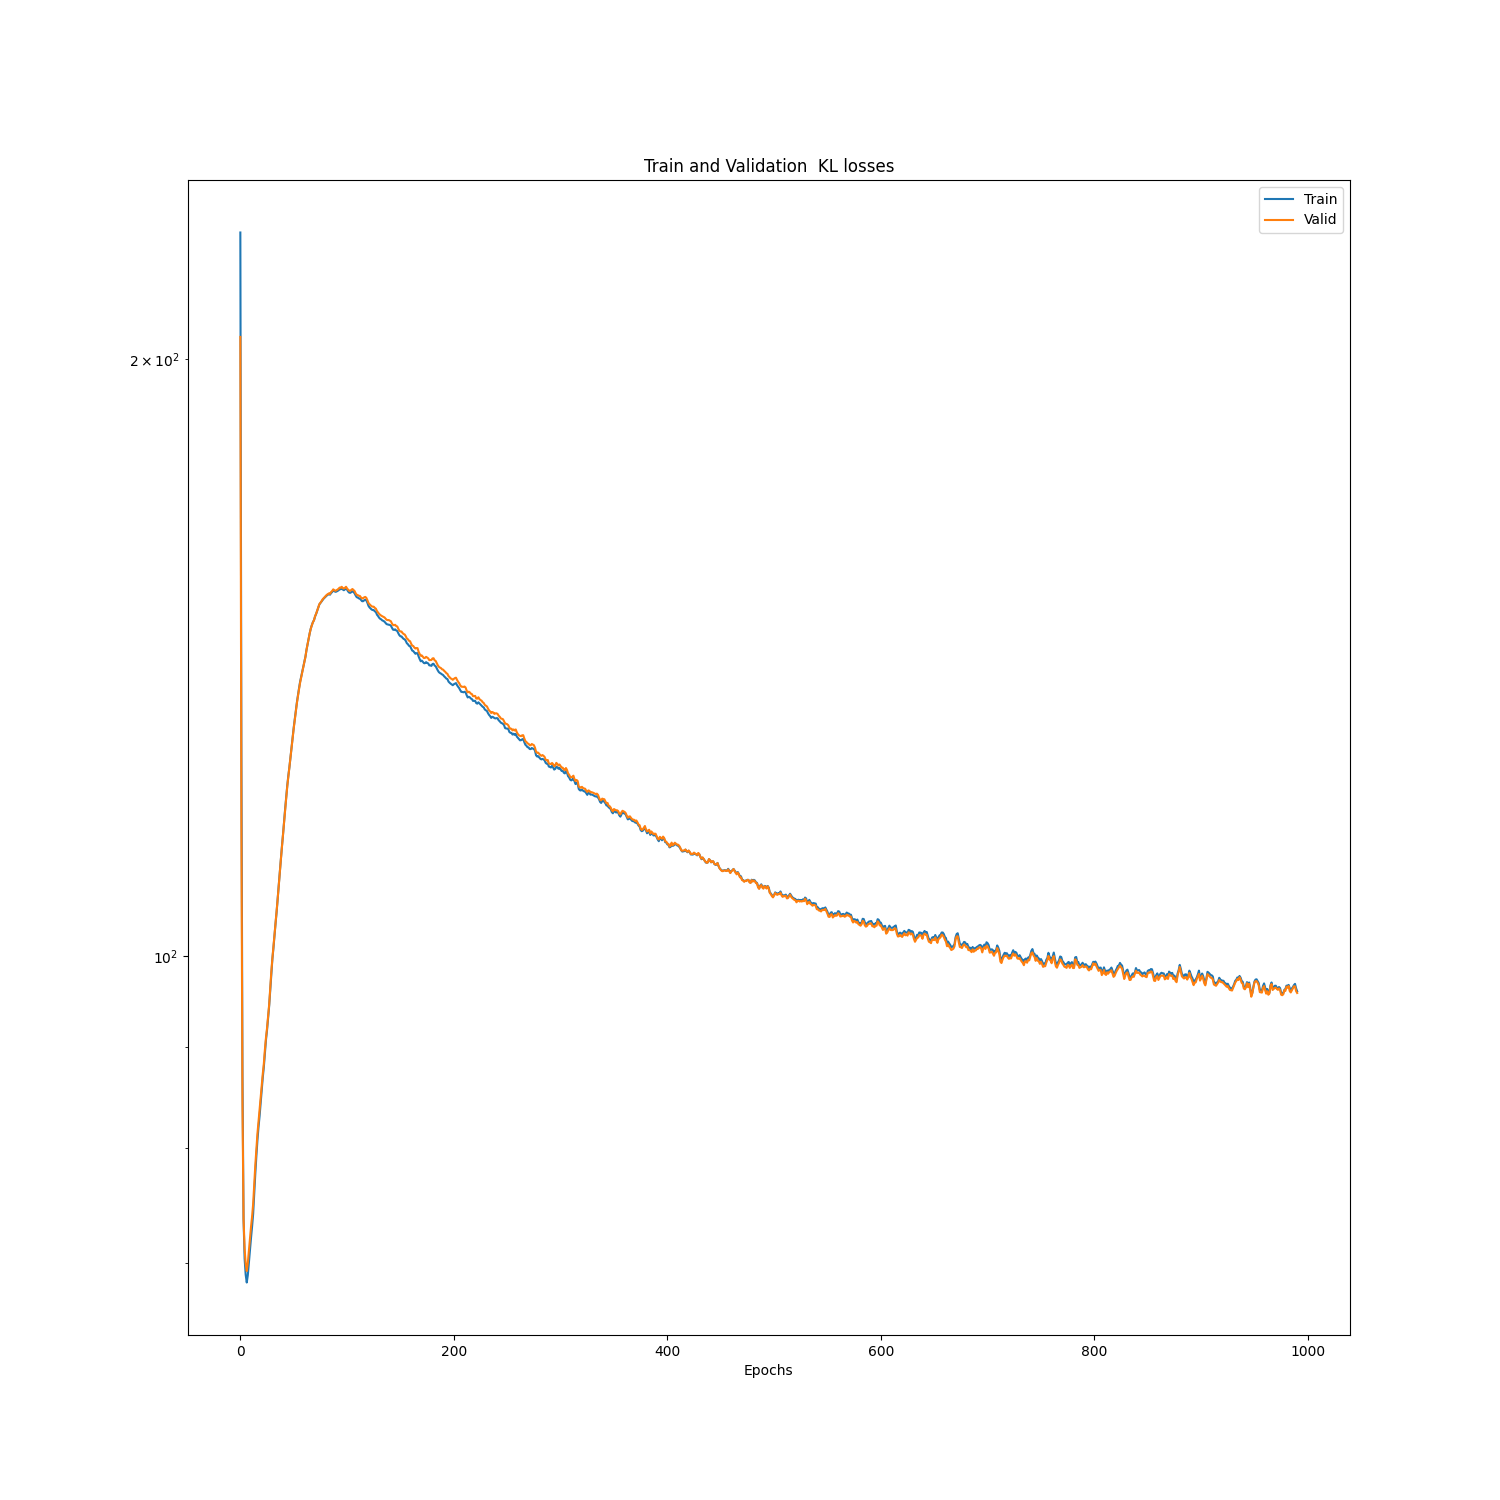 Train and Validation  KL losses
Train
Valid
2 × 10²
10²
0 200 400 600 800 1000
Epochs